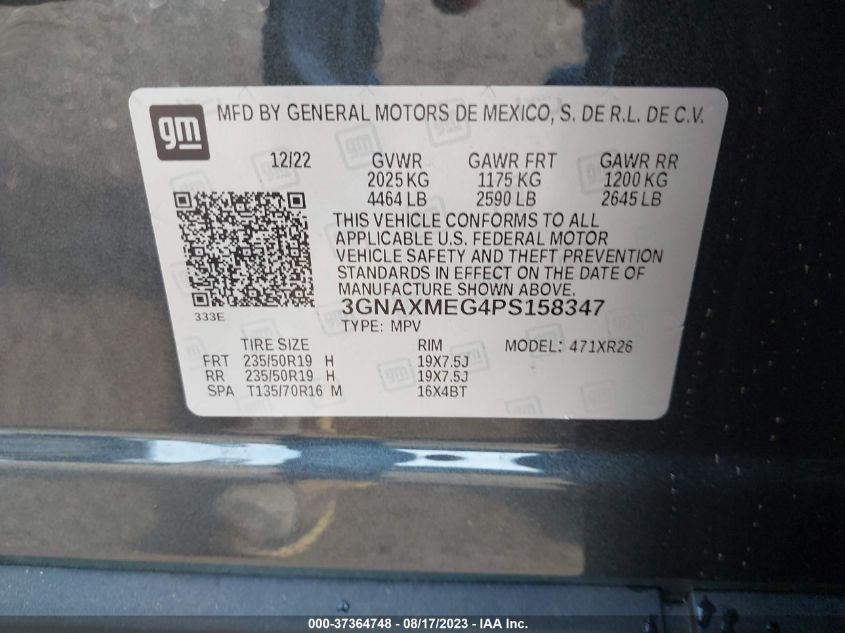 gm
MFD BY GENERAL MOTORS DE MEXICO, S. DE R.L. DE C.V.
12/22 GVWR GAWR FRT GAWR RR
2025 KG 1175 KG 1200 KG
4464 LB 2590 LB 2645 LB
THIS VEHICLE CONFORMS TO ALL
APPLICABLE U.S. FEDERAL MOTOR
VEHICLE SAFETY AND THEFT PREVENTION
STANDARDS IN EFFECT ON THE DATE OF
MANUFACTURE SHOWN ABOVE.
3GNAXMEG4PS158347
333E TYPE: MPV
TIRE SIZE RIM MODEL: 471XR26
FRT 235/50R19 H 19X7.5J
RR 235/50R19 H 19X7.5J
SPA T135/70R16 M 16X4BT
000-37364748 - 08/17/2023 - IAA Inc.